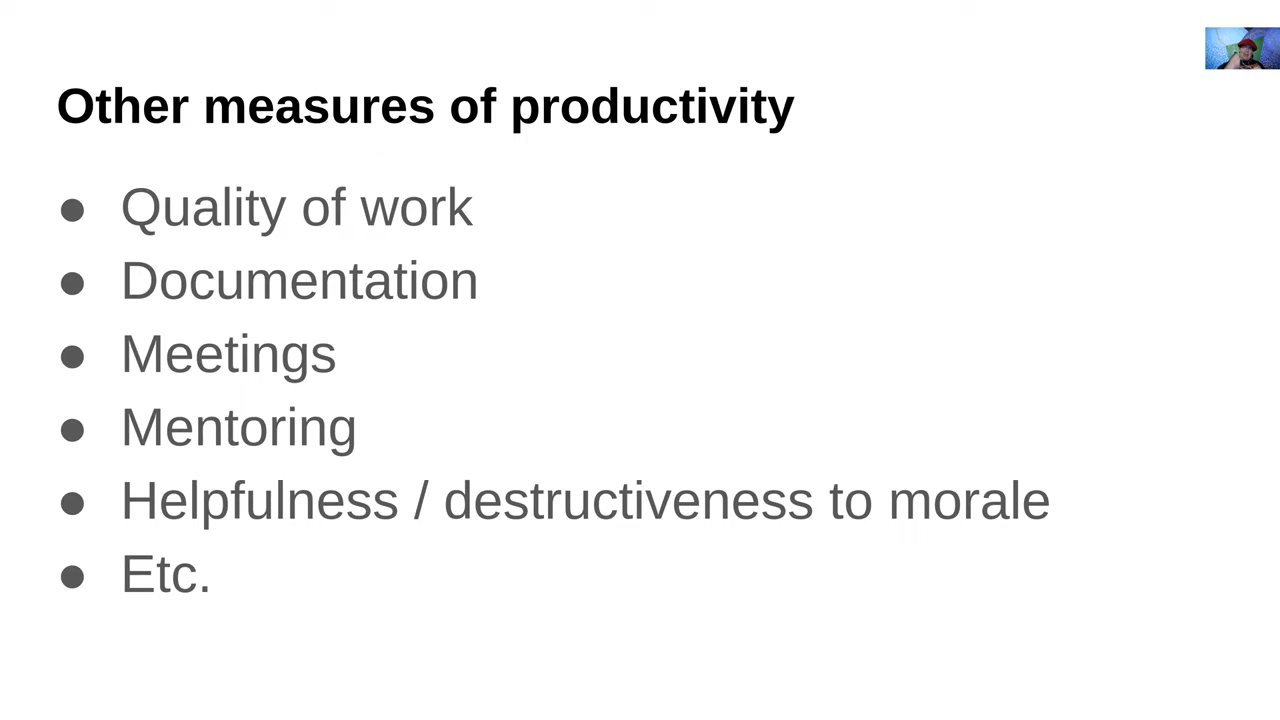 Other measures of productivity
● Quality of work
● Documentation
● Meetings
● Mentoring
● Helpfulness / destructiveness to morale
● Etc.